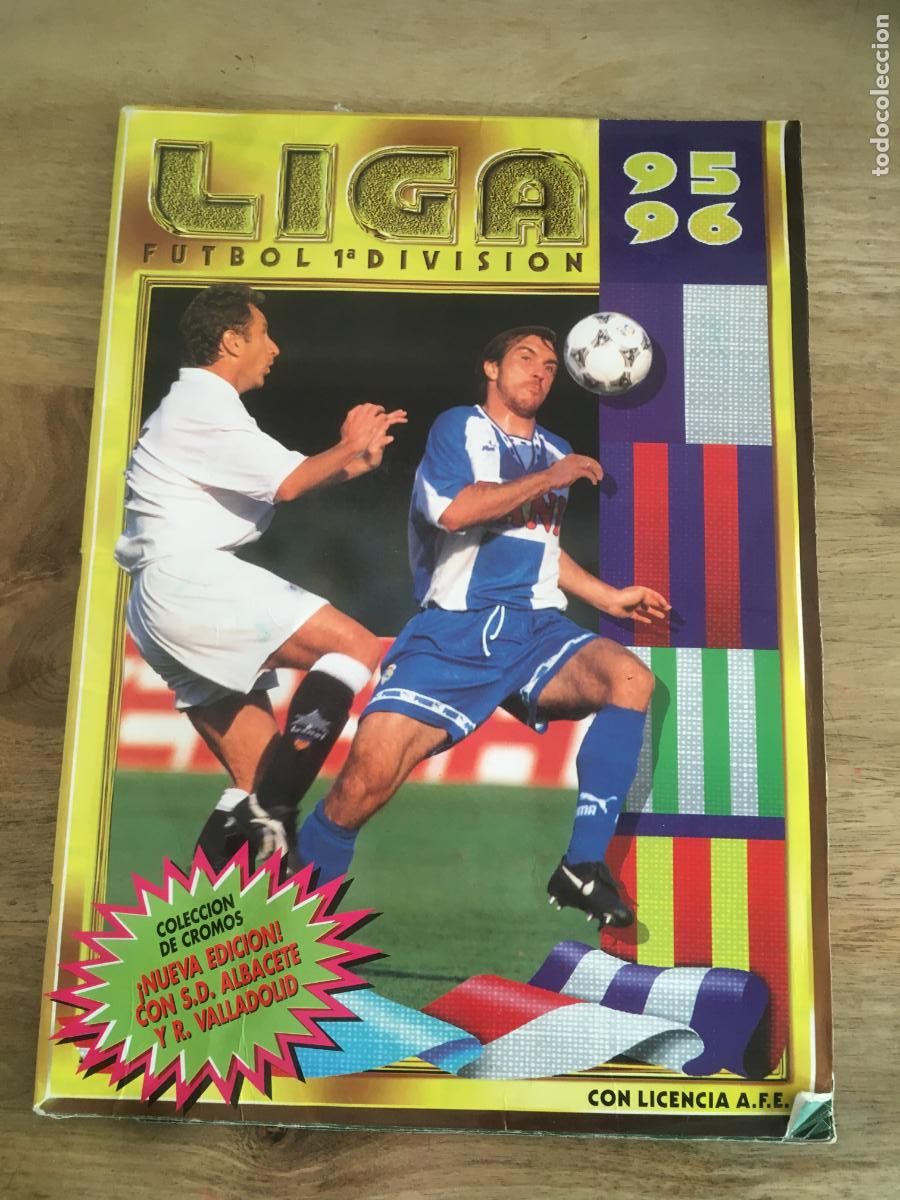 LIGA
FUTBOL 1ª DIVISION
95
96
COLECCION
DE CROMOS
¡NUEVA EDICION!
CON S.D. ALBACETE
Y R. VALLADOLID
CON LICENCIA A.F.E.
todocoleccion